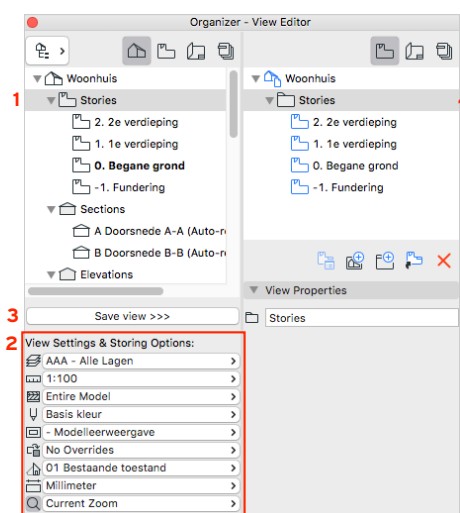 Organizer - View Editor
Woonhuis
1
Stories
2. 2e verdieping
1. 1e verdieping
0. Begane grond
-1. Fundering
Sections
A Doorsnede A-A (Auto-r
B Doorsnede B-B (Auto-r
Elevations
3
Save view >>>
2
View Settings & Storing Options:
AAA - Alle Lagen
1:100
Entire Model
Basis kleur
- Modelleerweergave
No Overrides
01 Bestaande toestand
Millimeter
Current Zoom
Woonhuis
Stories
2. 2e verdieping
1. 1e verdieping
0. Begane grond
-1. Fundering
View Properties
Stories